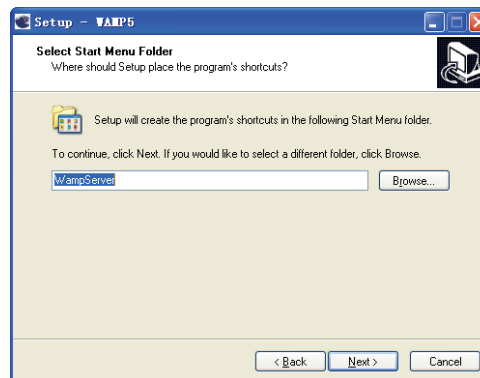 Setup - WAMP5
Select Start Menu Folder
Where should Setup place the program's shortcuts?
Setup will create the program's shortcuts in the following Start Menu folder.
To continue, click Next. If you would like to select a different folder, click Browse.
WampServer
Browse...
< Back
Next >
Cancel